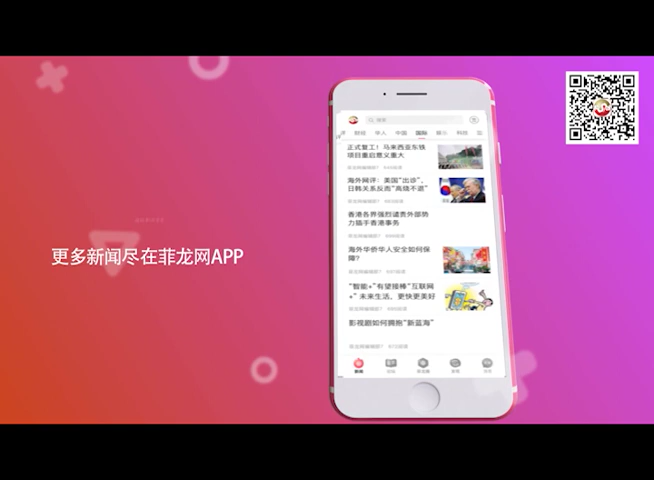 更多新闻尽在菲龙网APP
财经 华人 中国 国际 娱乐 科技
正式复工！马来西亚东铁
项目重启意义重大
海外网评：美国“出诊”，
日韩关系反而“高烧不退”
香港各界强烈谴责外部势
力插手香港事务
海外华侨华人安全如何保
障？
“智能+”有望接棒“互联网
+” 未来生活，更快更美好
影视剧如何拥抱“新蓝海”